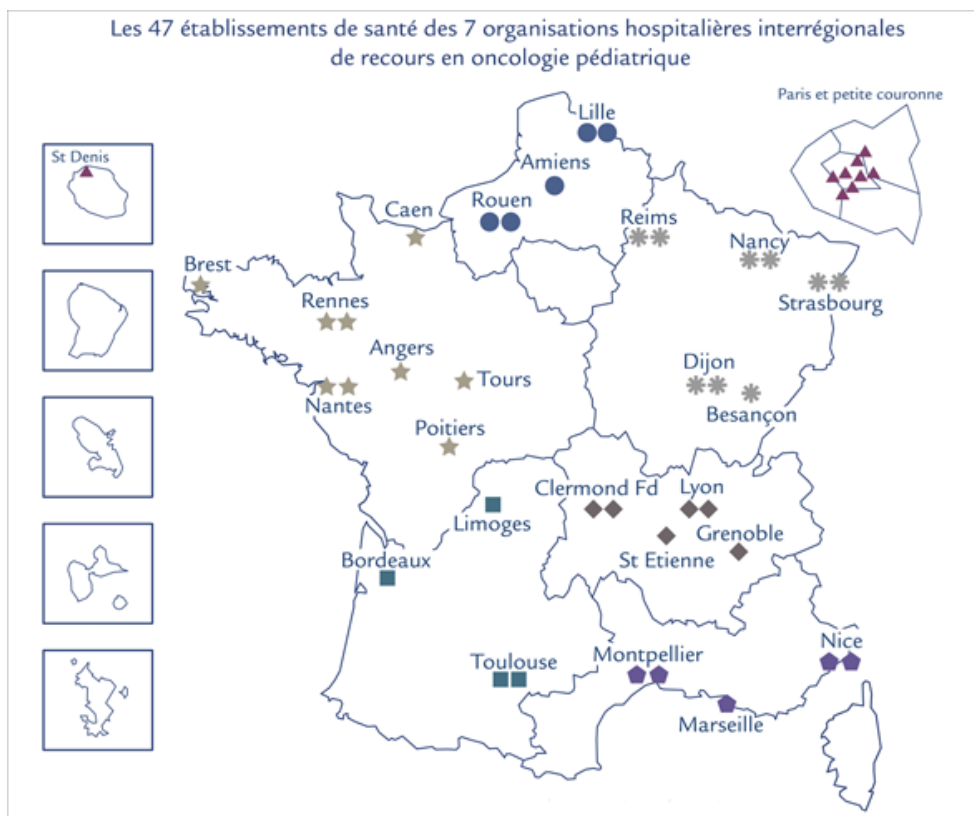 Les 47 établissements de santé des 7 organisations hospitalières interrégionales
de recours en oncologie pédiatrique
Paris et petite couronne
Lille
St Denis
Amiens
Rouen
Caen
Reims
Nancy
Brest
Rennes
Strasbourg
Angers
Dijon
Tours
Nantes
Besançon
Poitiers
Clermond Fd
Lyon
Limoges
Grenoble
St Etienne
Bordeaux
Nice
Montpellier
Toulouse
Marseille